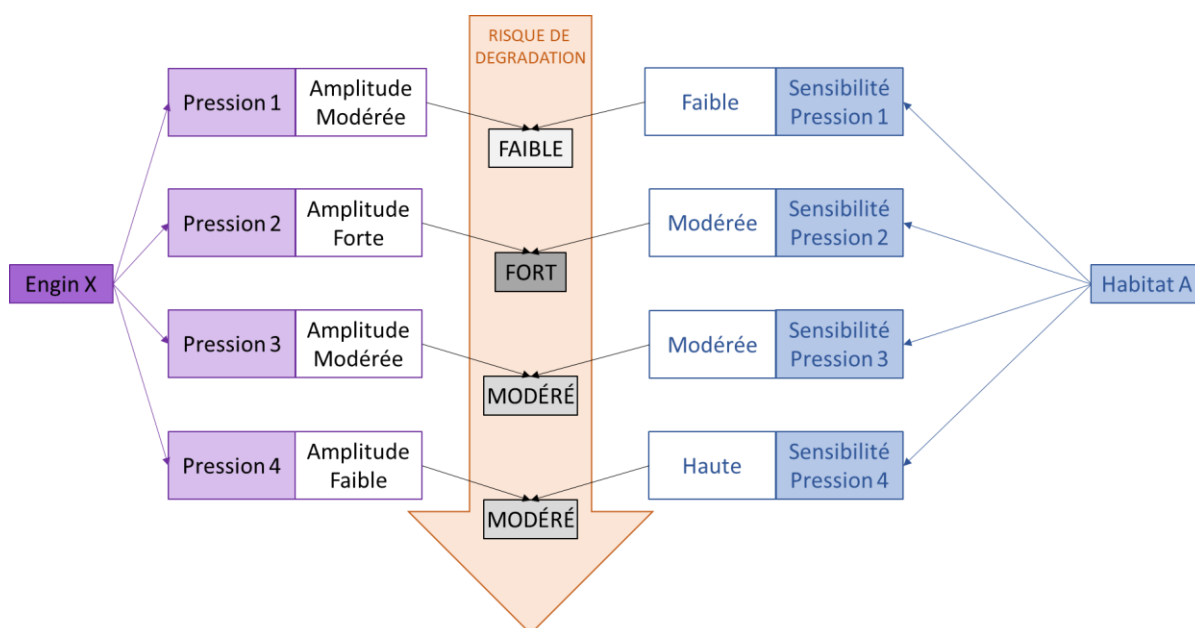 RISQUE DE
DEGRADATION
Pression 1
Amplitude
Modérée
FAIBLE
Faible
Sensibilité
Pression 1
Pression 2
Amplitude
Forte
FORT
Modérée
Sensibilité
Pression 2
Engin X
Habitat A
Pression 3
Amplitude
Modérée
MODÉRÉ
Modérée
Sensibilité
Pression 3
Pression 4
Amplitude
Faible
MODÉRÉ
Haute
Sensibilité
Pression 4